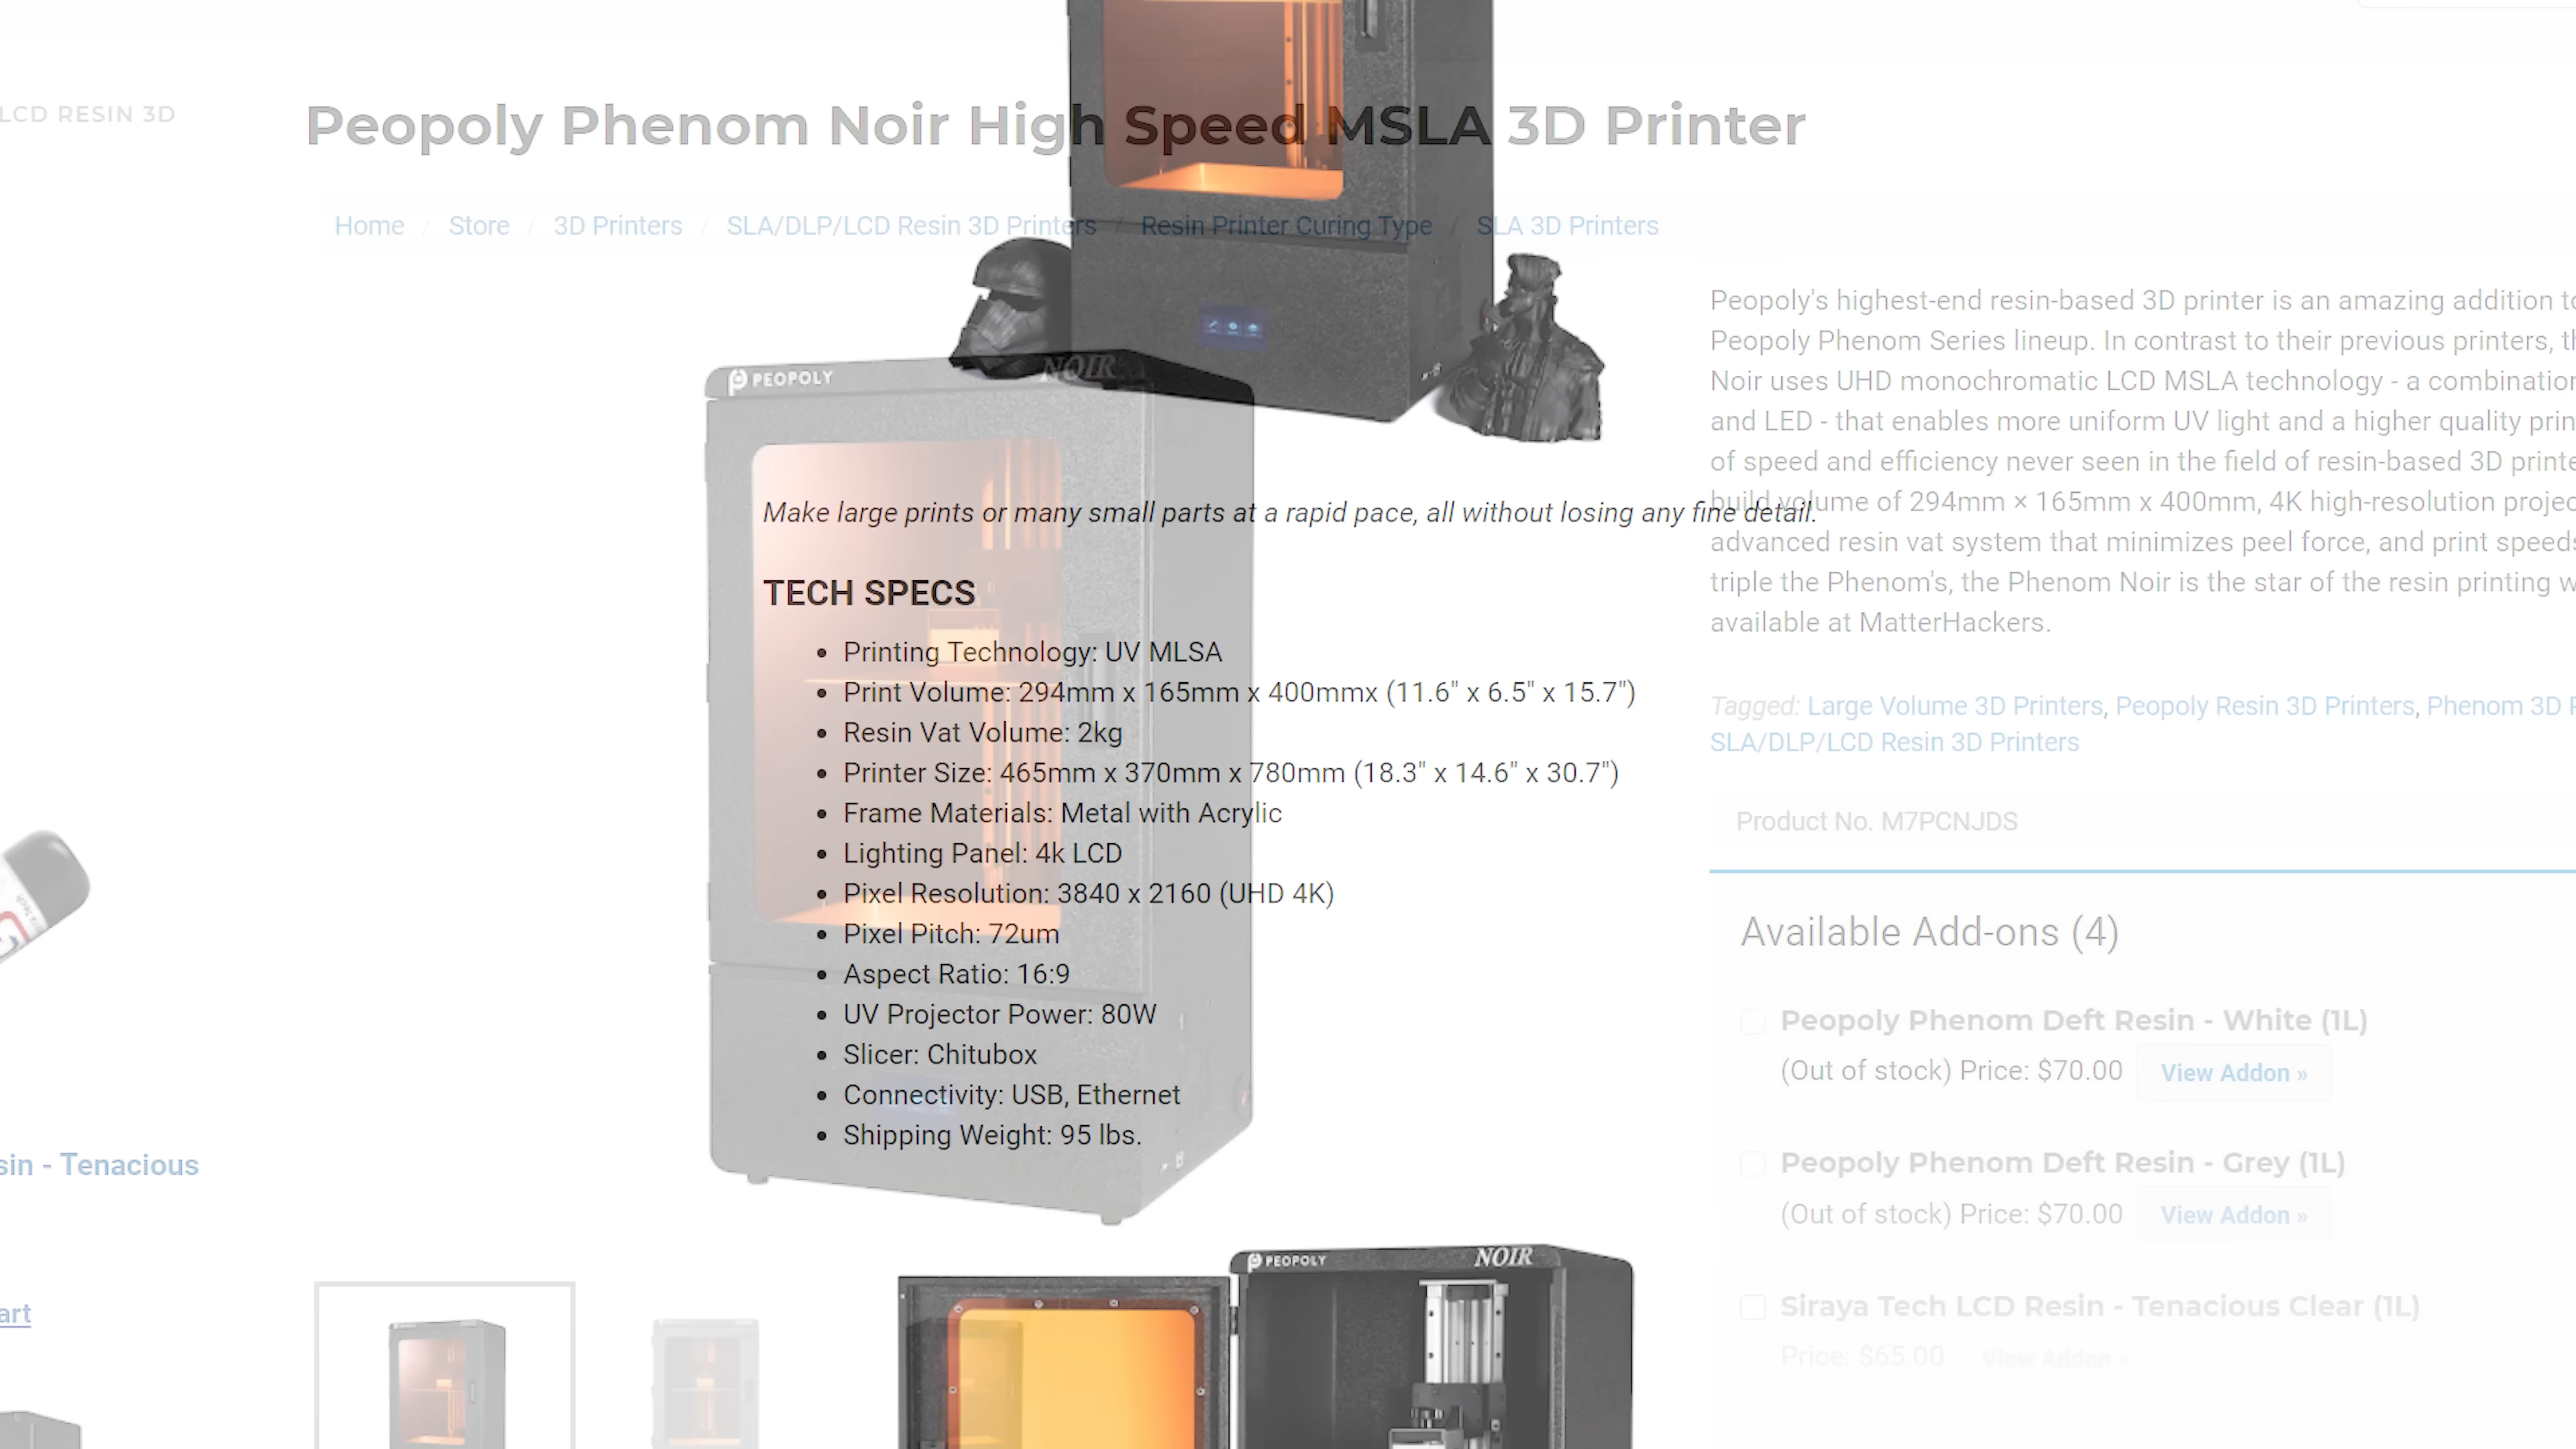 LCD RESIN 3D
Peopoly Phenom Noir High Speed MSLA 3D Printer
Home / Store / 3D Printers / SLA/DLP/LCD Resin 3D Printers / Resin Printer Curing Type / SLA 3D Printers
PEOPOLY NOIR
Make large prints or many small parts at a rapid pace, all without losing any fine detail.
TECH SPECS
• Printing Technology: UV MLSA
• Print Volume: 294mm x 165mm x 400mmx (11.6" x 6.5" x 15.7")
• Resin Vat Volume: 2kg
• Printer Size: 465mm x 370mm x 780mm (18.3" x 14.6" x 30.7")
• Frame Materials: Metal with Acrylic
• Lighting Panel: 4k LCD
• Pixel Resolution: 3840 x 2160 (UHD 4K)
• Pixel Pitch: 72um
• Aspect Ratio: 16:9
• UV Projector Power: 80W
• Slicer: Chitubox
• Connectivity: USB, Ethernet
• Shipping Weight: 95 lbs.
Peopoly's highest-end resin-based 3D printer is an amazing addition
Peopoly Phenom Series lineup. In contrast to their previous printers,
Noir uses UHD monochromatic LCD MSLA technology - a combination
and LED - that enables more uniform UV light and a higher quality
of speed and efficiency never seen in the field of resin-based 3D
build volume of 294mm × 165mm x 400mm, 4K high-resolution
advanced resin vat system that minimizes peel force, and print speeds
triple the Phenom's, the Phenom Noir is the star of the resin printing
available at MatterHackers.
Tagged: Large Volume 3D Printers, Peopoly Resin 3D Printers, Phenom 3D
SLA/DLP/LCD Resin 3D Printers
Product No. M7PCNJDS
Available Add-ons (4)
Peopoly Phenom Deft Resin - White (1L)
(Out of stock) Price: $70.00 View Addon »
Peopoly Phenom Deft Resin - Grey (1L)
(Out of stock) Price: $70.00 View Addon »
Siraya Tech LCD Resin - Tenacious Clear (1L)
Price: $65.00 View Addon »
sin - Tenacious
art
PEOPOLY NOIR